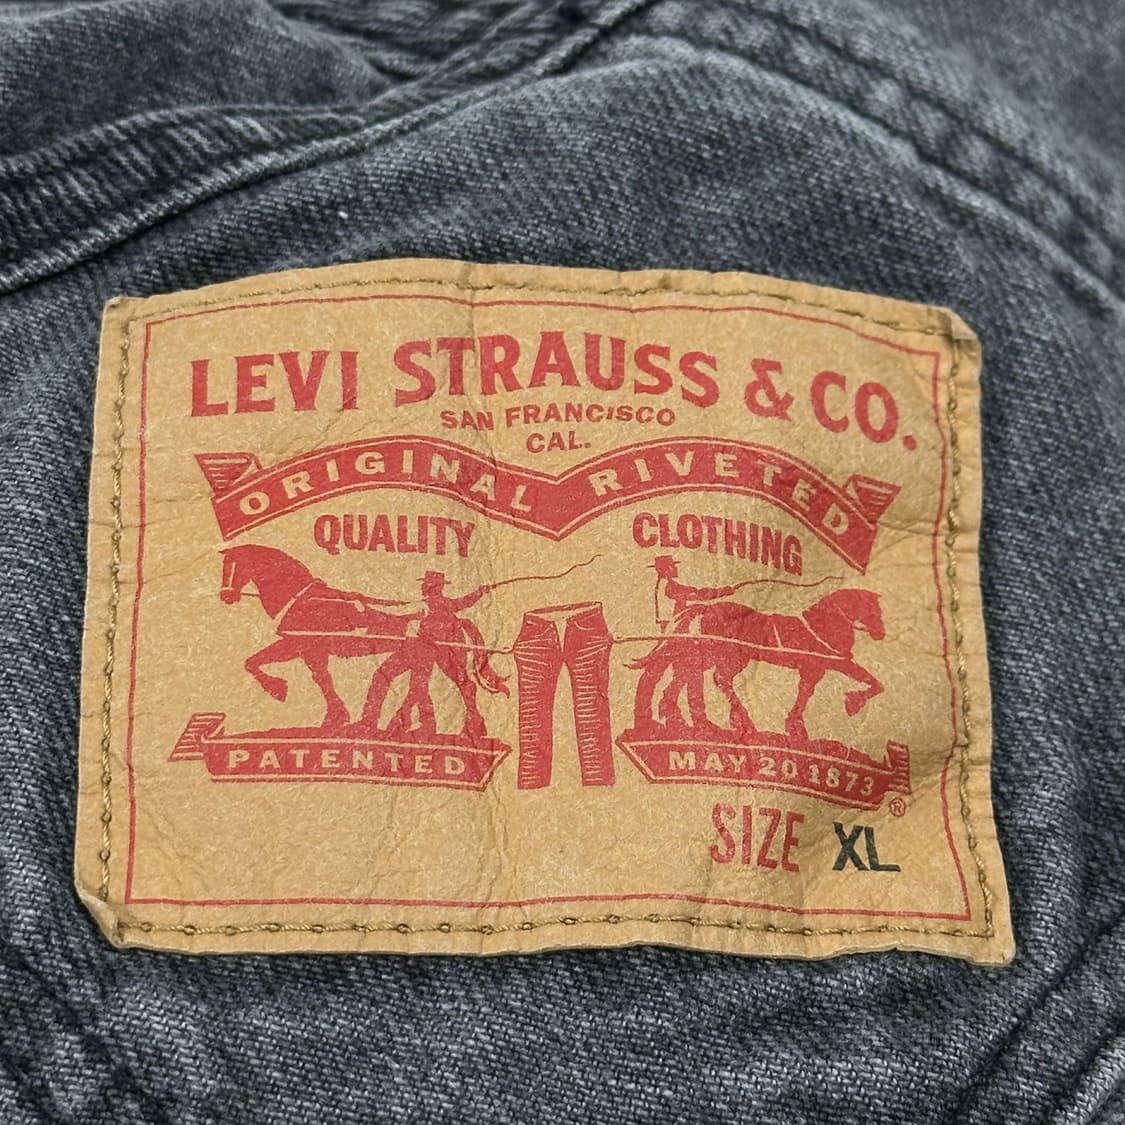 LEVI STRAUSS & CO.
SAN FRANCISCO
CAL.
ORIGINAL RIVETED
QUALITY CLOTHING
PATENTED MAY 20 1873
®
SIZE XL